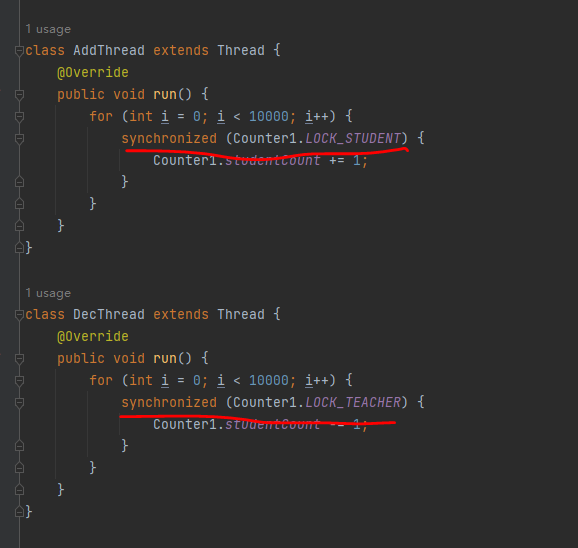 1 usage
class AddThread extends Thread {
@Override
public void run() {
for (int i = 0; i < 10000; i++) {
synchronized (Counter1.LOCK_STUDENT) {
Counter1.studentCount += 1;
}
}
}
}
1 usage
class DecThread extends Thread {
@Override
public void run() {
for (int i = 0; i < 10000; i++) {
synchronized (Counter1.LOCK_TEACHER) {
Counter1.studentCount -= 1;
}
}
}
}